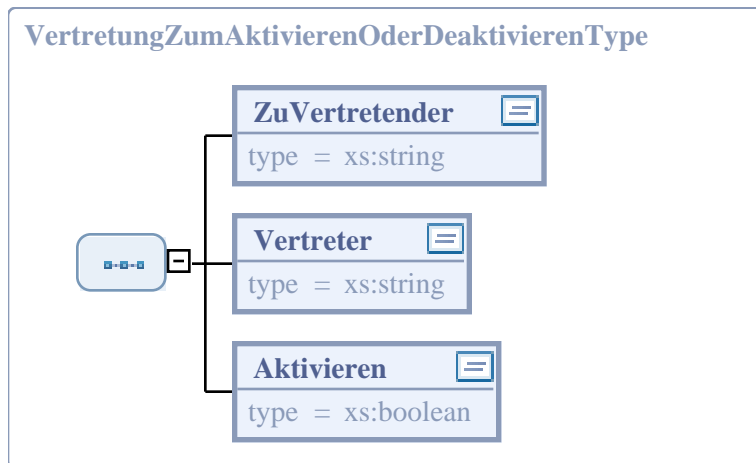 VertretungZumAktivierenOderDeaktivierenType
ZuVertretender
type = xs:string
Vertreter
type = xs:string
Aktivieren
type = xs:boolean